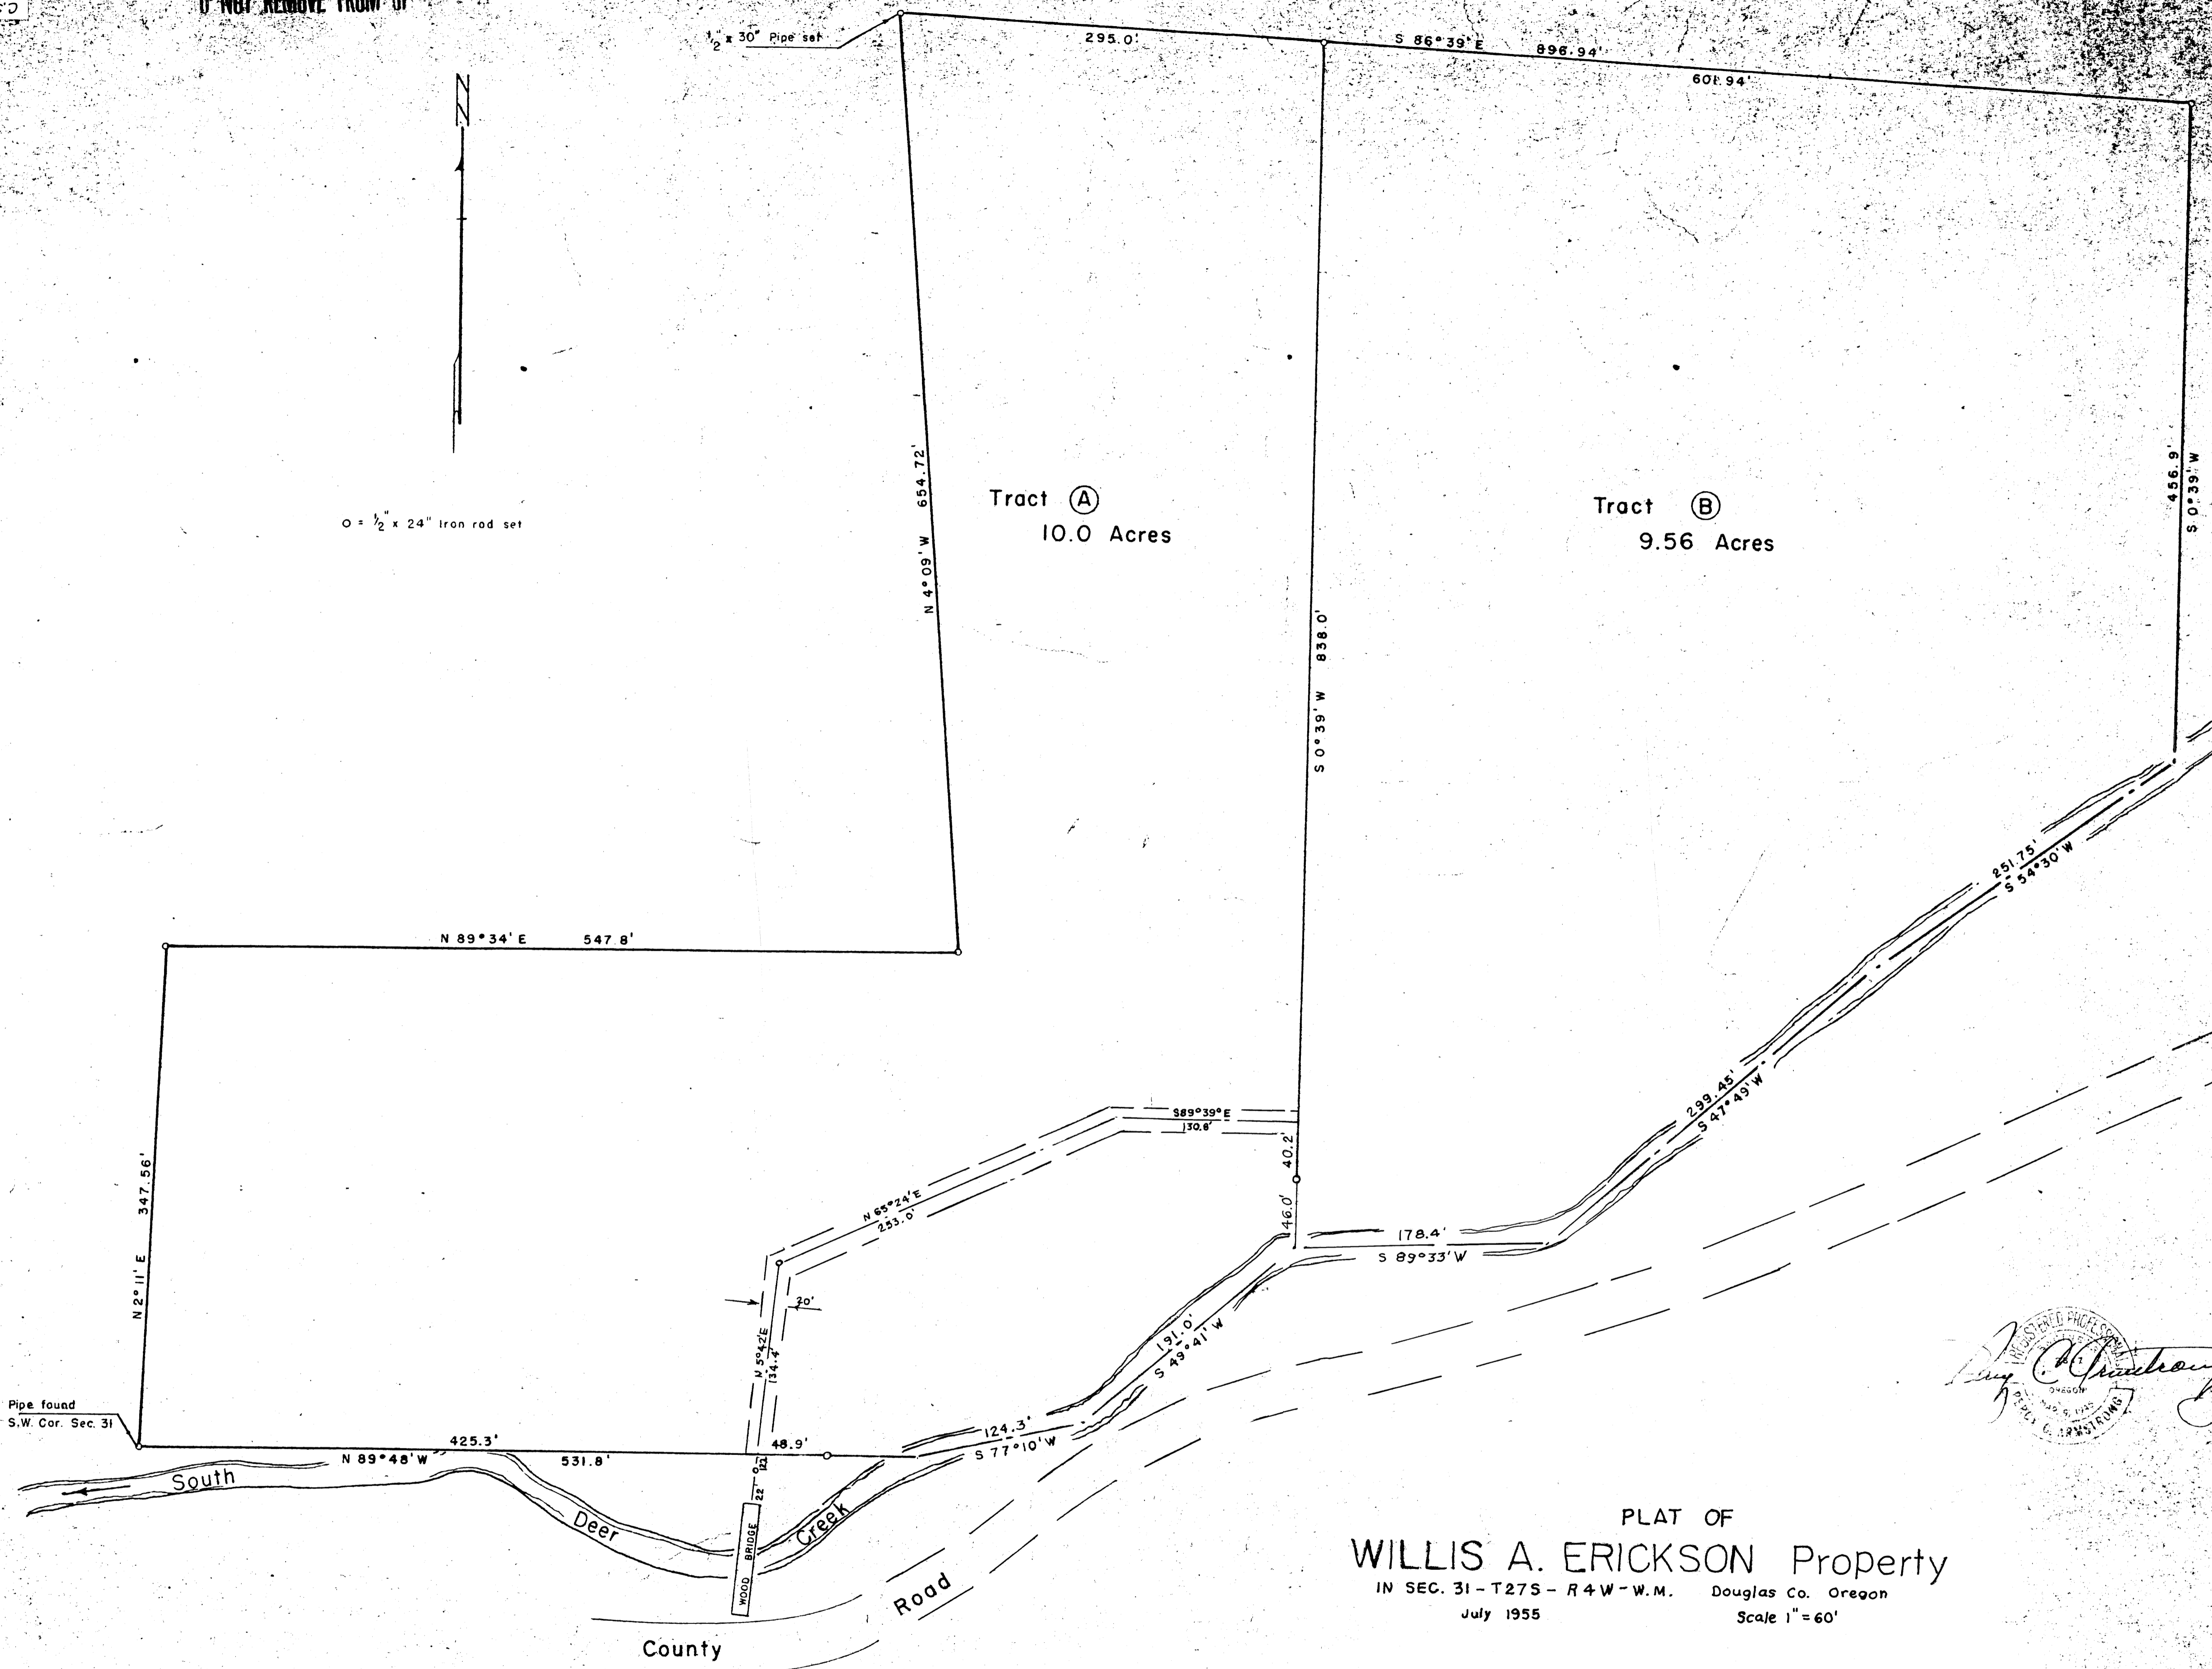 1/2" x 30" Pipe set
295.0'
S 86°39' E 896.94'
601.94'
O = 1/2" x 24" Iron rod set
N 4°09' W 654.72'
Tract A
10.0 Acres
Tract B
9.56 Acres
456.9'
S 0°39' W
S 0°39' W 838.0'
251.75'
S 54°30' W
N 89°34' E 547.8'
299.45'
S 47°49' W
S89°39°E
130.8'
40.2'
46.0'
N 65°24' E
253.0'
178.4'
S 89°33' W
20'
N 5°42' E
134.4'
191.0'
S 49°41' W
N 2°11' E 347.56'
Pipe found
S.W. Cor. Sec. 31
425.3'
48.9'
N 89°48' W
531.8'
124.3'
S 77°10' W
22'
South
Deer
Creek
WOOD BRIDGE
County
Road
REGISTERED PROFESSIONAL
OREGON
PERCY C. ARMSTRONG
PLAT OF
WILLIS A. ERICKSON Property
IN SEC. 31 - T27S - R4W - W.M. Douglas Co. Oregon
July 1955 Scale 1" = 60'